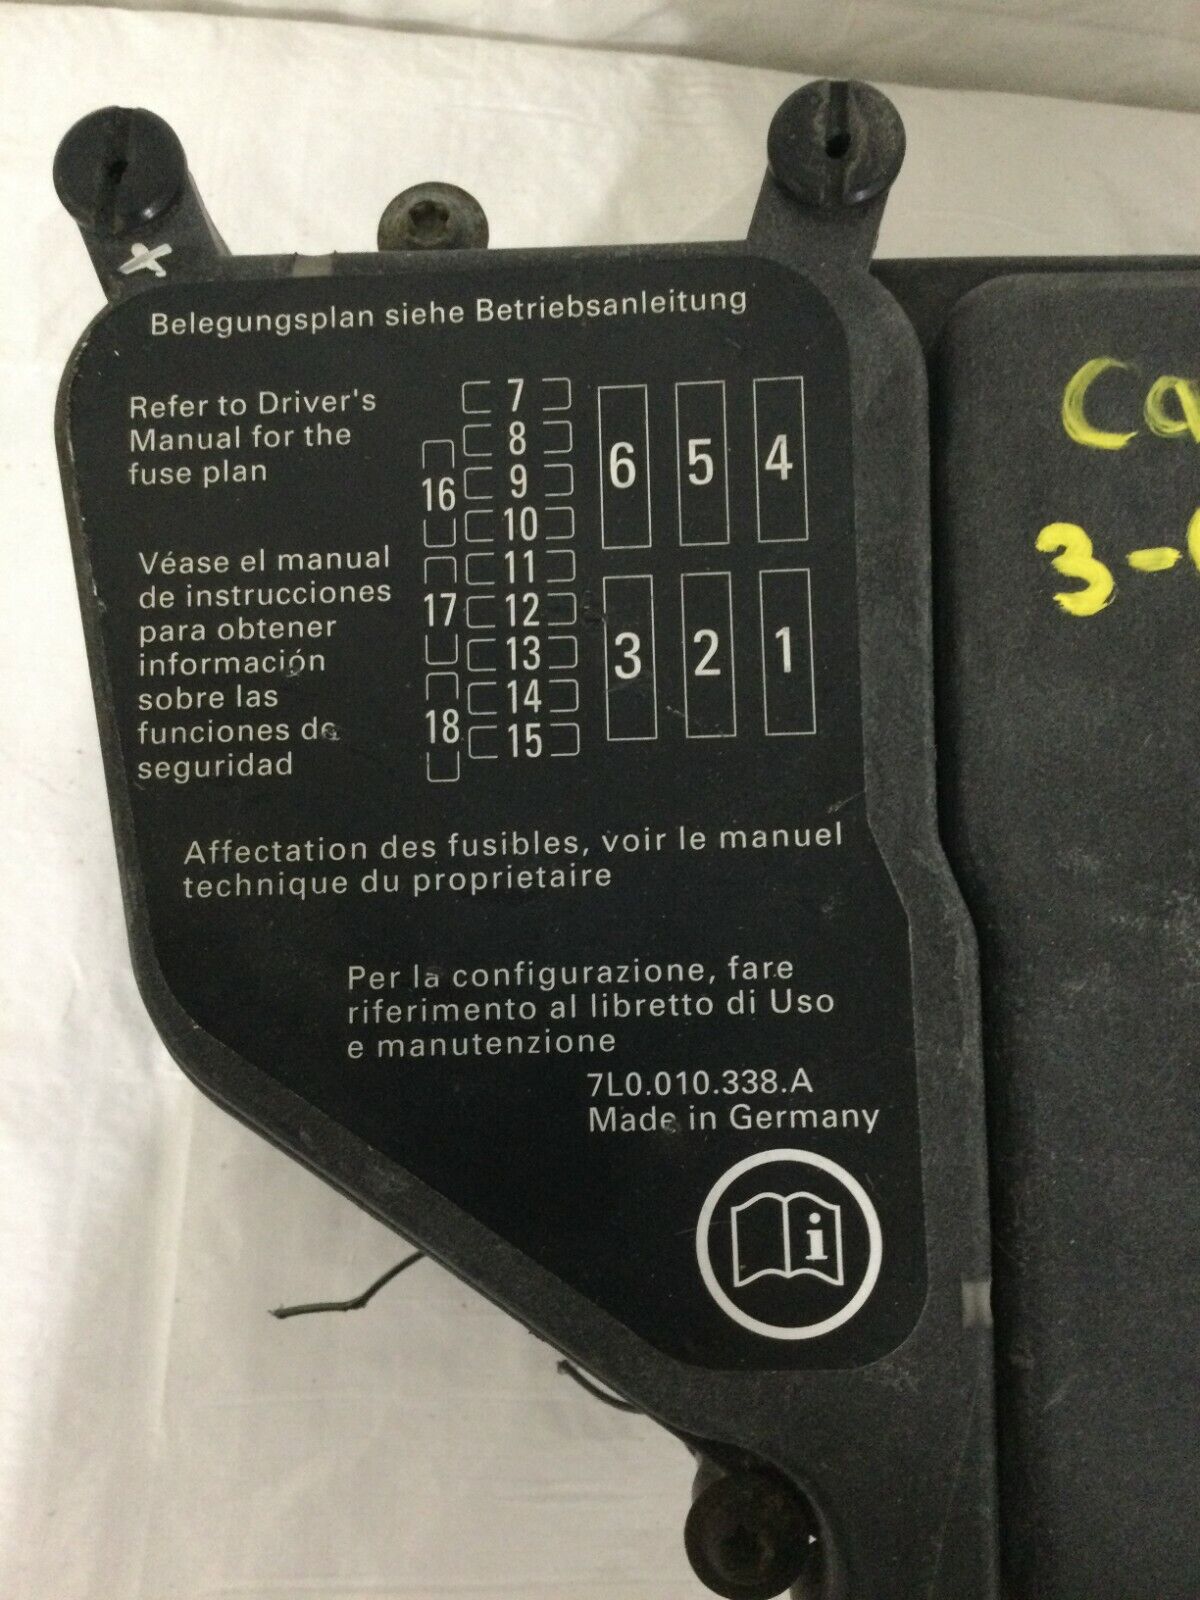 Belegungsplan siehe Betriebsanleitung
Refer to Driver's
Manual for the
fuse plan
Véase el manual
de instrucciones
para obtener
información
sobre las
funciones de
seguridad
16
17
18
7
8
9
10
11
12
13
14
15
6 5 4
3 2 1
Affectation des fusibles, voir le manuel
technique du proprietaire
Per la configurazione, fare
riferimento al libretto di Uso
e manutenzione
7L0.010.338.A
Made in Germany
i